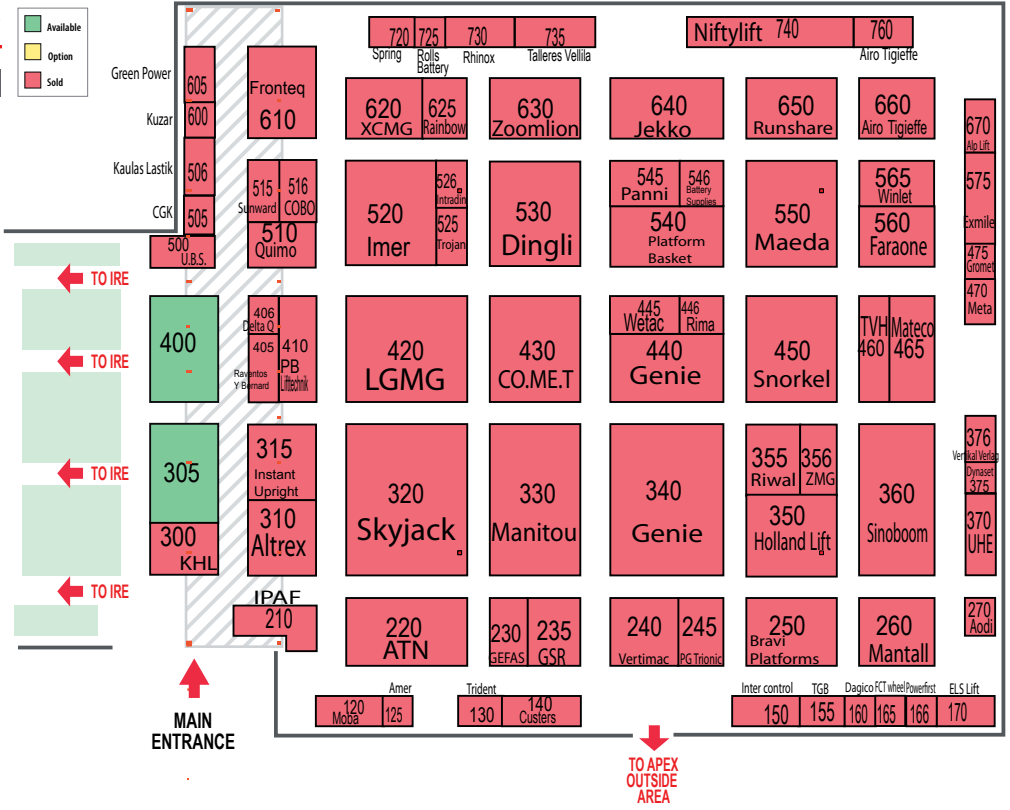 Available
Option
Sold
720 725 730 735
Spring Rolls Battery Rhinox Talleres Vellila
Niftylift 740 760
Airo Tigieffe
Green Power 605
Kuzar 600
Kaulas Lastik 506
CGK 505
500
U.B.S.
Fronteq
610
620
XCMG
625
Rainbow
630
Zoomlion
640
Jekko
650
Runshare
660
Airo Tigieffe
670
Alp Lift
575
Exmile
475
Gromet
470
Meta
515
Sunward
516
COBO
510
Quimo
520
Imer
526
Intradin
525
Trojan
530
Dingli
545
Panni
546
Battery
Supplies
540
Platform
Basket
550
Maeda
565
Winlet
560
Faraone
TO IRE
TO IRE
TO IRE
TO IRE
400
406
Delta Q
405
Raventos
Y Bernard
410
PB
Lifttechnik
420
LGMG
430
CO.ME.T
445
Wetac
446
Rima
440
Genie
450
Snorkel
TVH
460
Mateco
465
305
300
KHL
315
Instant
Upright
310
Altrex
320
Skyjack
330
Manitou
340
Genie
355
Riwal
356
ZMG
350
Holland Lift
360
Sinoboom
376
Vertikal Verlag
Dynaset
375
370
UHE
IPAF
210
220
ATN
230
GEFAS
235
GSR
240
Vertimac
245
PG Trionic
250
Bravi
Platforms
260
Mantall
270
Aodi
MAIN
ENTRANCE
120
Moba
Amer
125
Trident
130
140
Custers
Inter control TGB Dagico FCT wheel Powerfirst ELS Lift
150 155 160 165 166 170
TO APEX
OUTSIDE
AREA